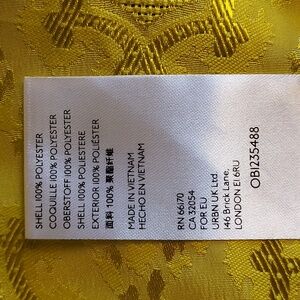 SHELL 100% POLYESTER
COQUILLE 100% POLYESTER
OBERSTOFF 100% POLYESTER
SHELL 100% POLIESTERE
EXTERIOR 100% POLIÉSTER
面料 100% 聚酯纤维
MADE IN VIETNAM
HECHO EN VIETNAM
RN 66170
CA 32054
FOR EU
URBN UK Ltd
146 Brick Lane,
LONDON E1 6RU
OB1235488